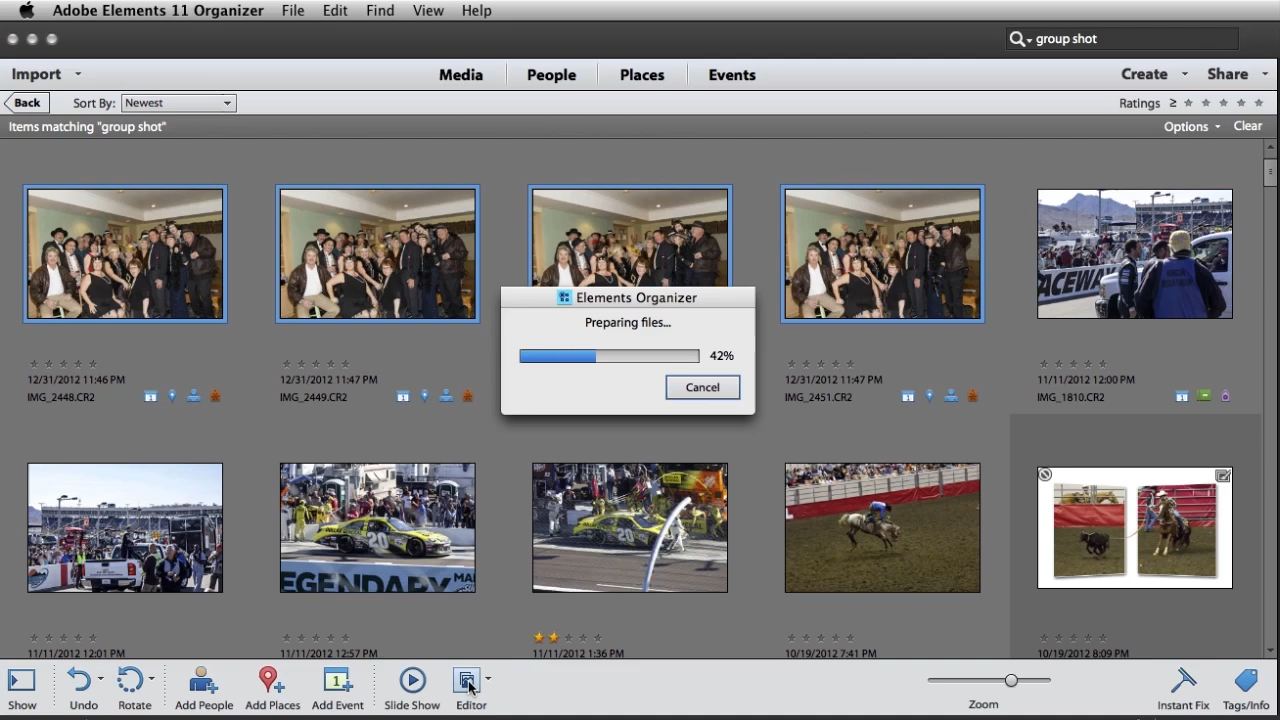 Adobe Elements 11 Organizer File Edit Find View Help
group shot
Import Media People Places Events Create Share
Back Sort By: Newest Ratings ≥
Items matching "group shot" Options Clear
Elements Organizer
Preparing files...
42%
Cancel
12/31/2012 11:46 PM 12/31/2012 11:47 PM 12/31/2012 11:47 PM 11/11/2012 12:00 PM
IMG_2448.CR2 IMG_2449.CR2 IMG_2451.CR2 IMG_1810.CR2
RACEWAY
20
LEGENDARY
20
11/11/2012 12:01 PM 11/11/2012 12:57 PM 11/11/2012 1:36 PM 10/19/2012 7:41 PM 10/19/2012 8:09 PM
1
Show Undo Rotate Add People Add Places Add Event Slide Show Editor Zoom Instant Fix Tags/Info